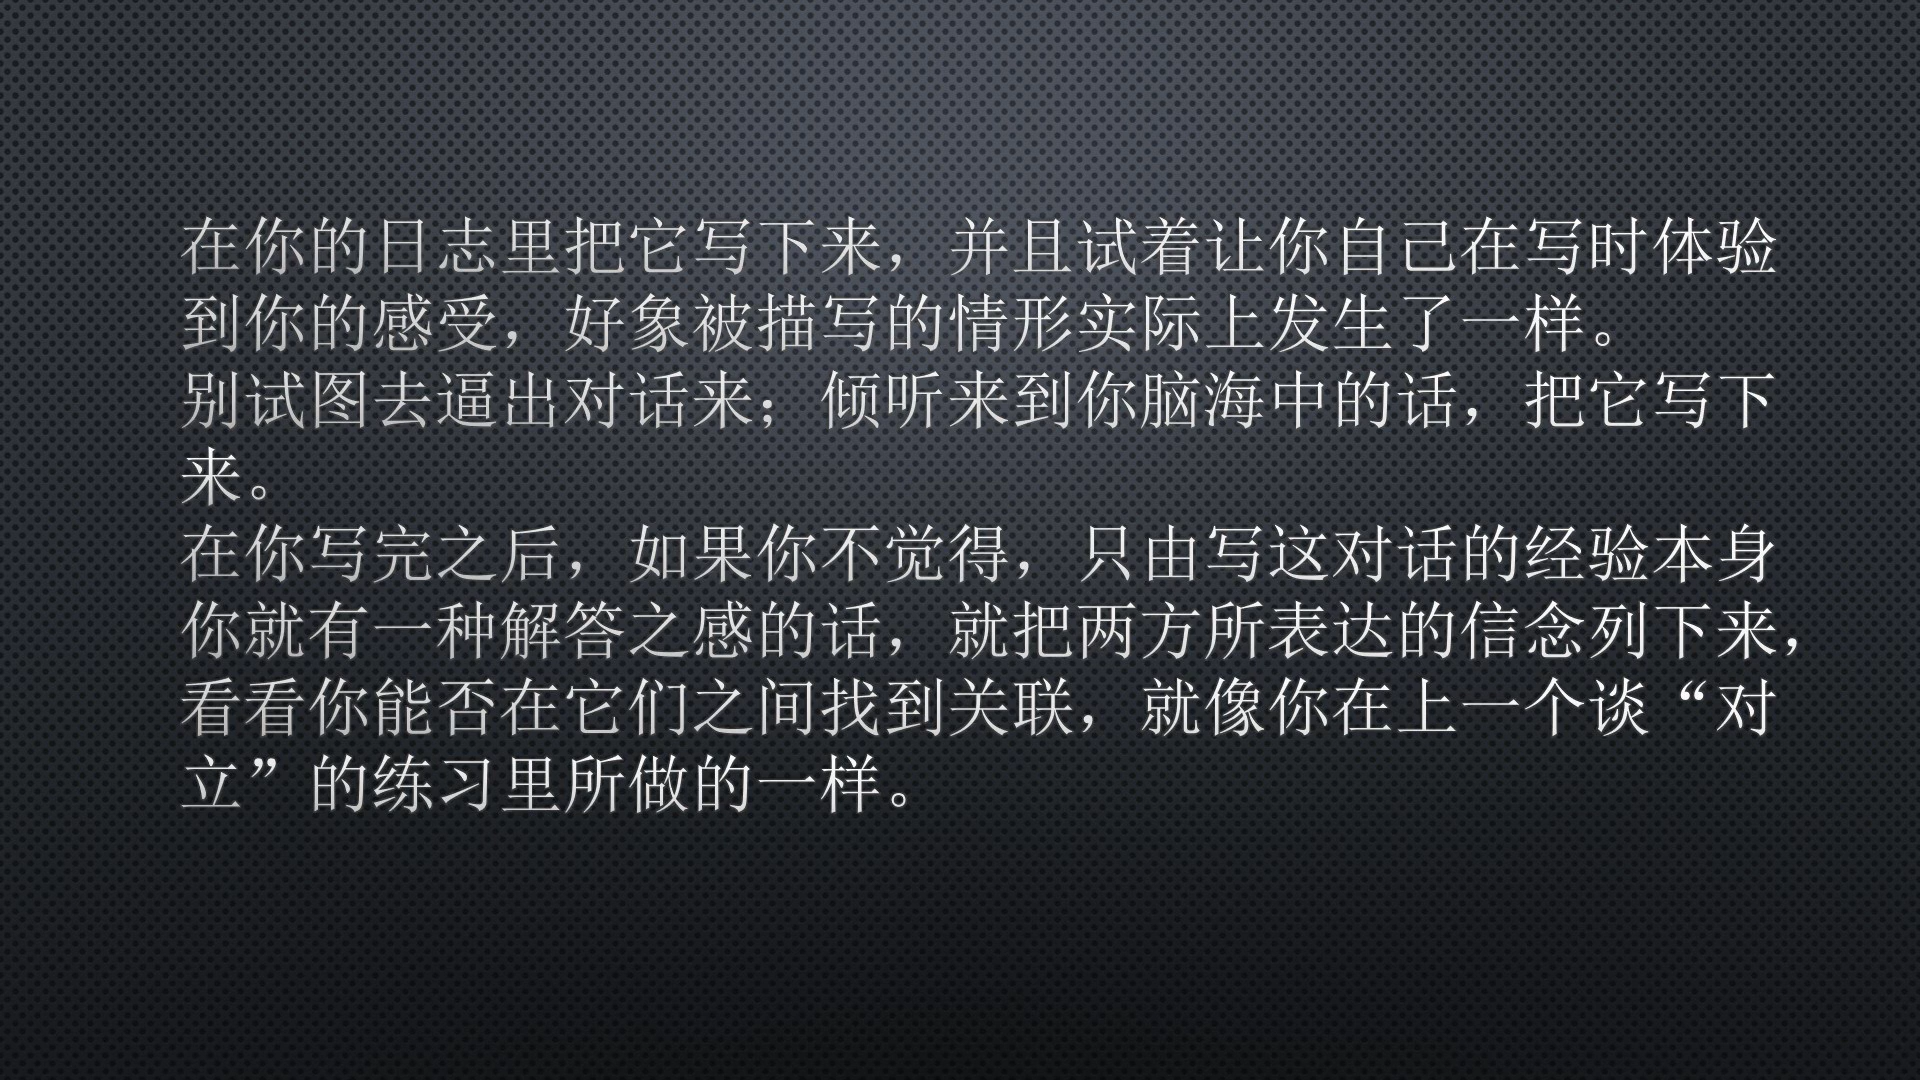 在你的日志里把它写下来，并且试着让你自己在写时体验
到你的感受，好象被描写的情形实际上发生了一样。
别试图去逼出对话来；倾听来到你脑海中的话，把它写下
来。
在你写完之后，如果你不觉得，只由写这对话的经验本身
你就有一种解答之感的话，就把两方所表达的信念列下来，
看看你能否在它们之间找到关联，就像你在上一个谈“对
立”的练习里所做的一样。